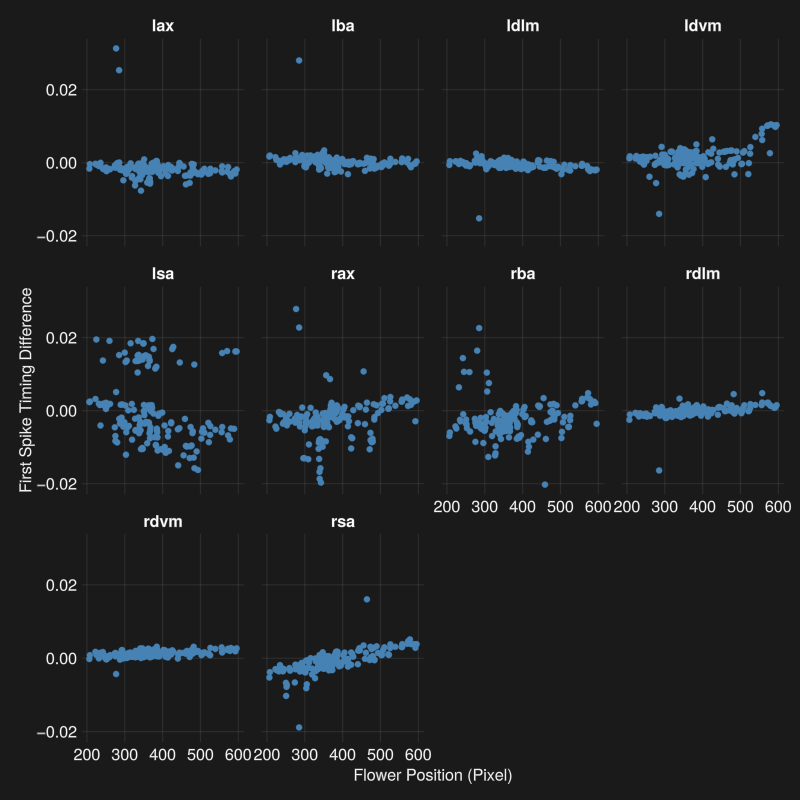 lax lba ldlm ldvm
0.02
0.00
−0.02
lsa rax rba rdlm
0.02
0.00
−0.02
200 300 400 500 600 200 300 400 500 600
rdvm rsa
0.02
0.00
−0.02
200 300 400 500 600 200 300 400 500 600
Flower Position (Pixel)
First Spike Timing Difference